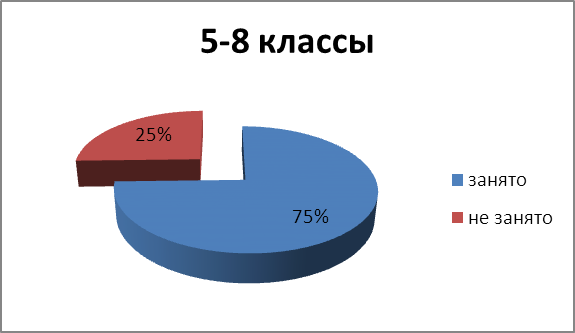 5-8 классы
25%
занято
75%
не занято